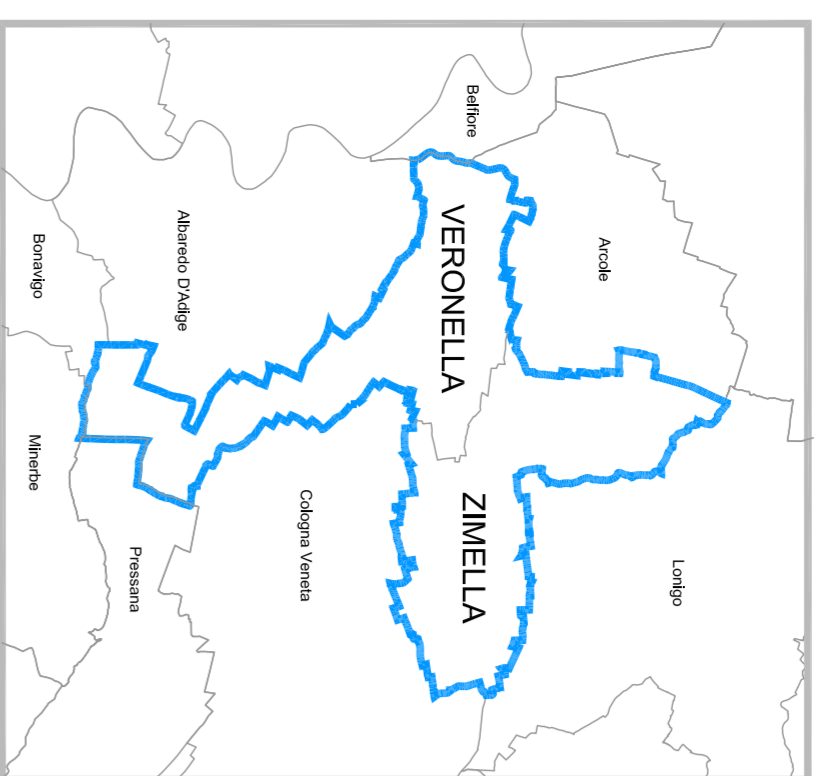 Belfiore
Arcole
VERONELLA
Albaredo D'Adige
Bonavigo
Minerbe
Pressana
Cologna Veneta
ZIMELLA
Lonigo